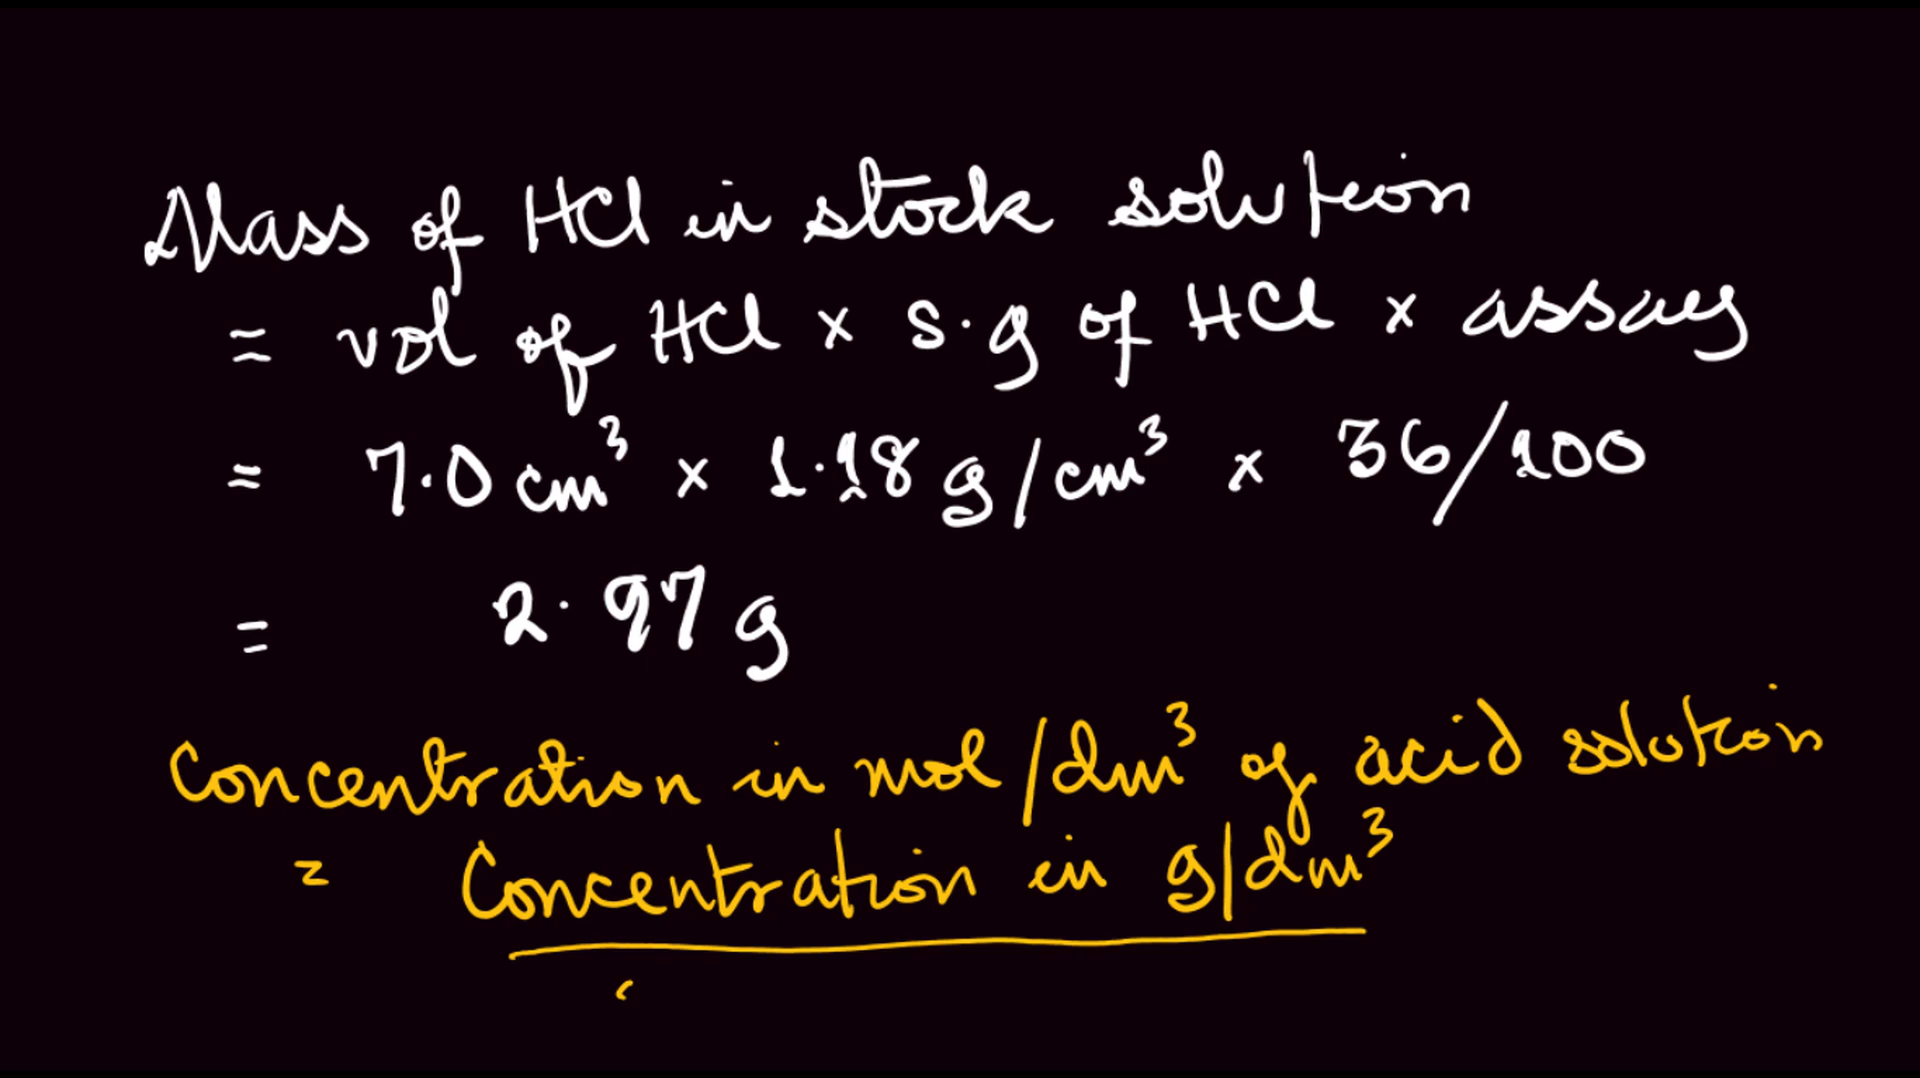 Mass of HCl in stock solution
= vol of HCl x s.g of HCl x assay
= 7.0 cm³ x 1.18 g/cm³ x 36/100
= 2.97 g
Concentration in mol/dm³ of acid solution
= Concentration in g/dm³